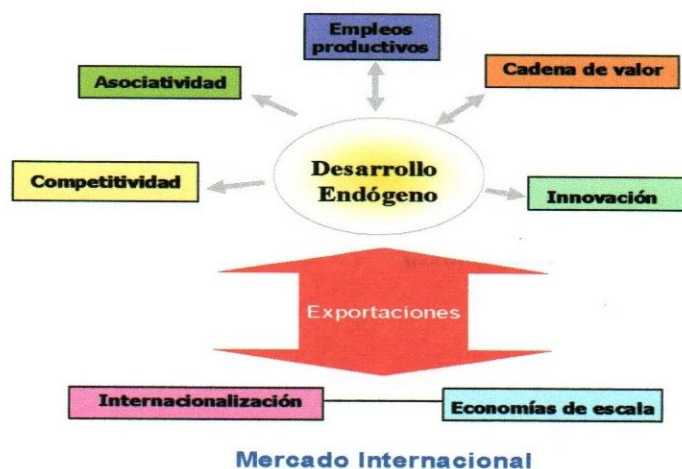 Empleos
productivos
Asociatividad
Cadena de valor
Desarrollo
Endógeno
Competitividad
Innovación
Exportaciones
Internacionalización
Economías de escala
Mercado Internacional